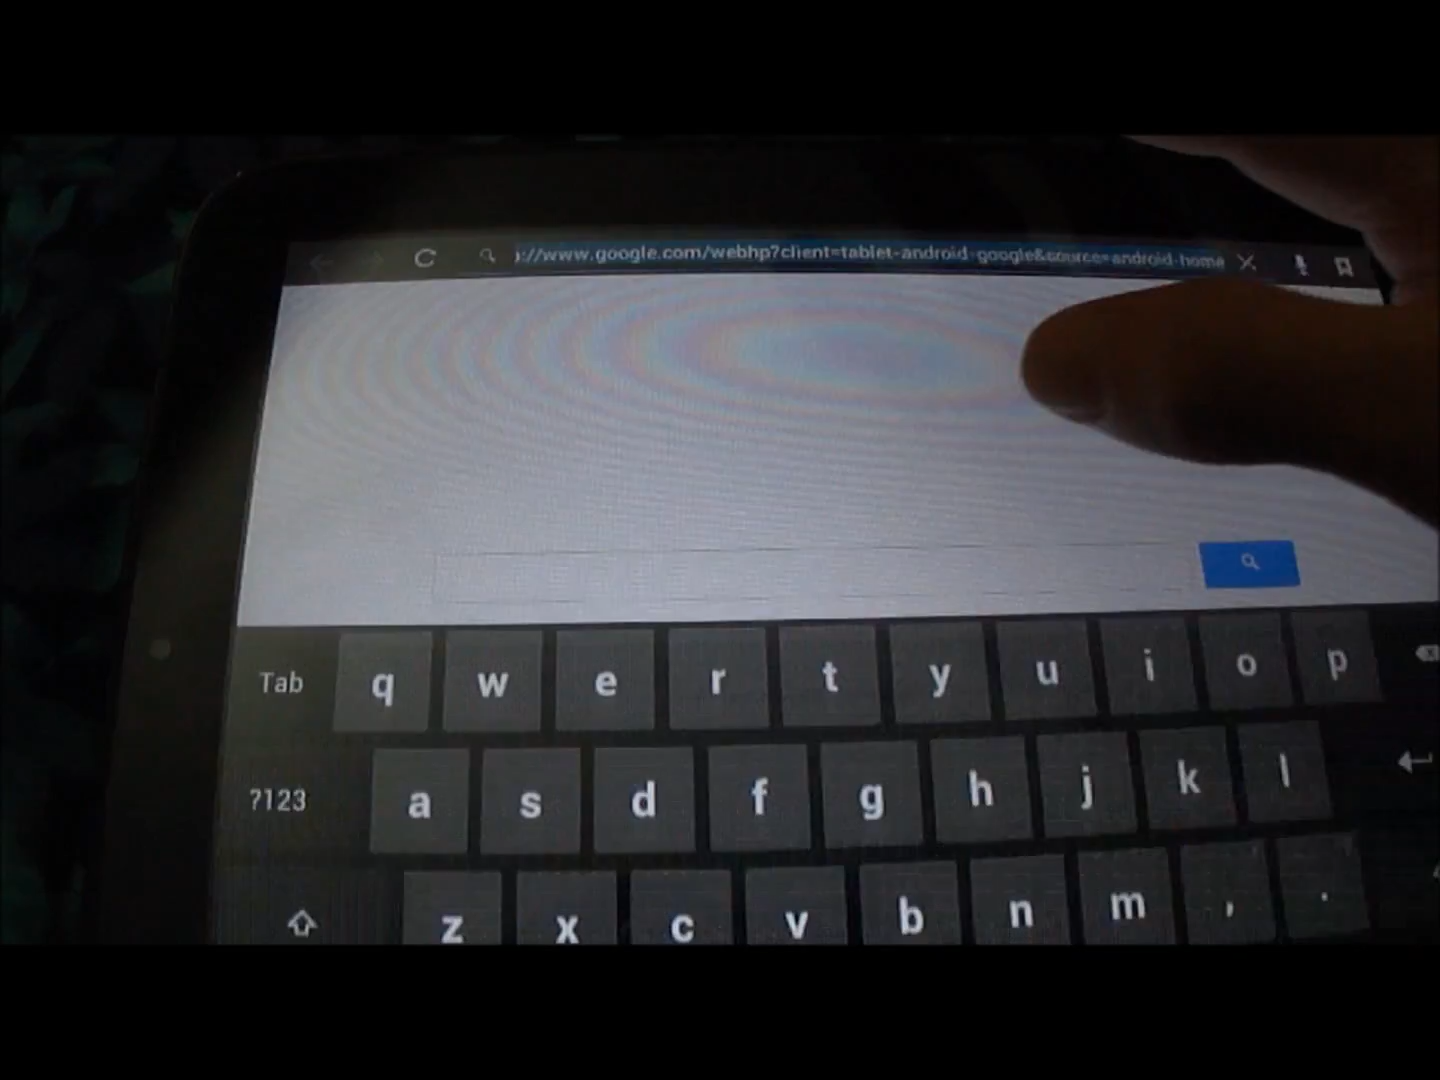 ://www.google.com/webhp?client=tablet-android-google&source=android-home
Tab q w e r t y u i o p
?123 a s d f g h j k l
z x c v b n m , .